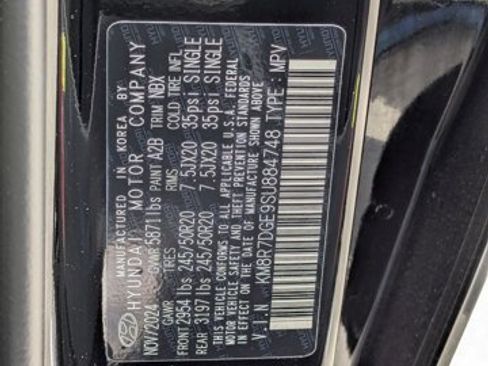 MANUFACTURED IN KOREA BY
HYUNDAI MOTOR COMPANY
NOV/2024 GVWR 5871lbs PAINT A2B TRIM NBX
GAWR TIRES RIMS COLD TIRE INFL.
FRONT 2954 lbs 245/50R20 7.5JX20 35psi SINGLE
REAR 3197 lbs 245/50R20 7.5JX20 35 psi SINGLE
THIS VEHICLE CONFORMS TO ALL APPLICABLE U.S.A. FEDERAL
MOTOR VEHICLE SAFETY AND THEFT PREVENTION STANDARDS
IN EFFECT ON THE DATE OF MANUFACTURE SHOWN ABOVE
V.I.N KM8R7DGE9SU884748 TYPE : MPV